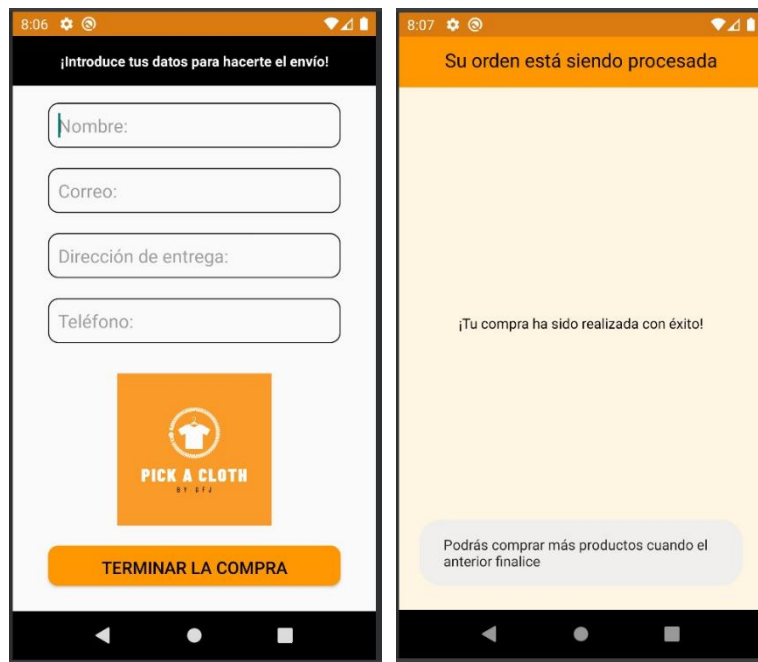 8:06
¡Introduce tus datos para hacerte el envío!
Nombre:
Correo:
Dirección de entrega:
Teléfono:
PICK A CLOTH
BY GFJ
TERMINAR LA COMPRA
8:07
Su orden está siendo procesada
¡Tu compra ha sido realizada con éxito!
Podrás comprar más productos cuando el
anterior finalice